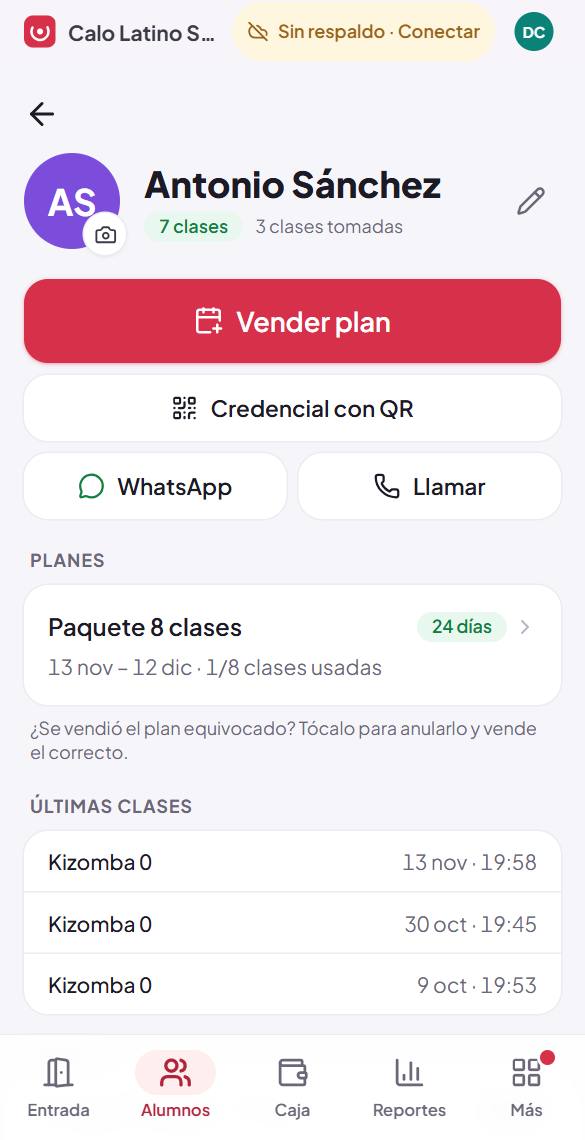 Calo Latino S...
Sin respaldo · Conectar
DC
AS
Antonio Sánchez
7 clases
3 clases tomadas
Vender plan
Credencial con QR
WhatsApp
Llamar
PLANES
Paquete 8 clases
24 días
13 nov – 12 dic · 1/8 clases usadas
¿Se vendió el plan equivocado? Tócalo para anularlo y vende
el correcto.
ÚLTIMAS CLASES
Kizomba 0
13 nov · 19:58
Kizomba 0
30 oct · 19:45
Kizomba 0
9 oct · 19:53
Entrada
Alumnos
Caja
Reportes
Más